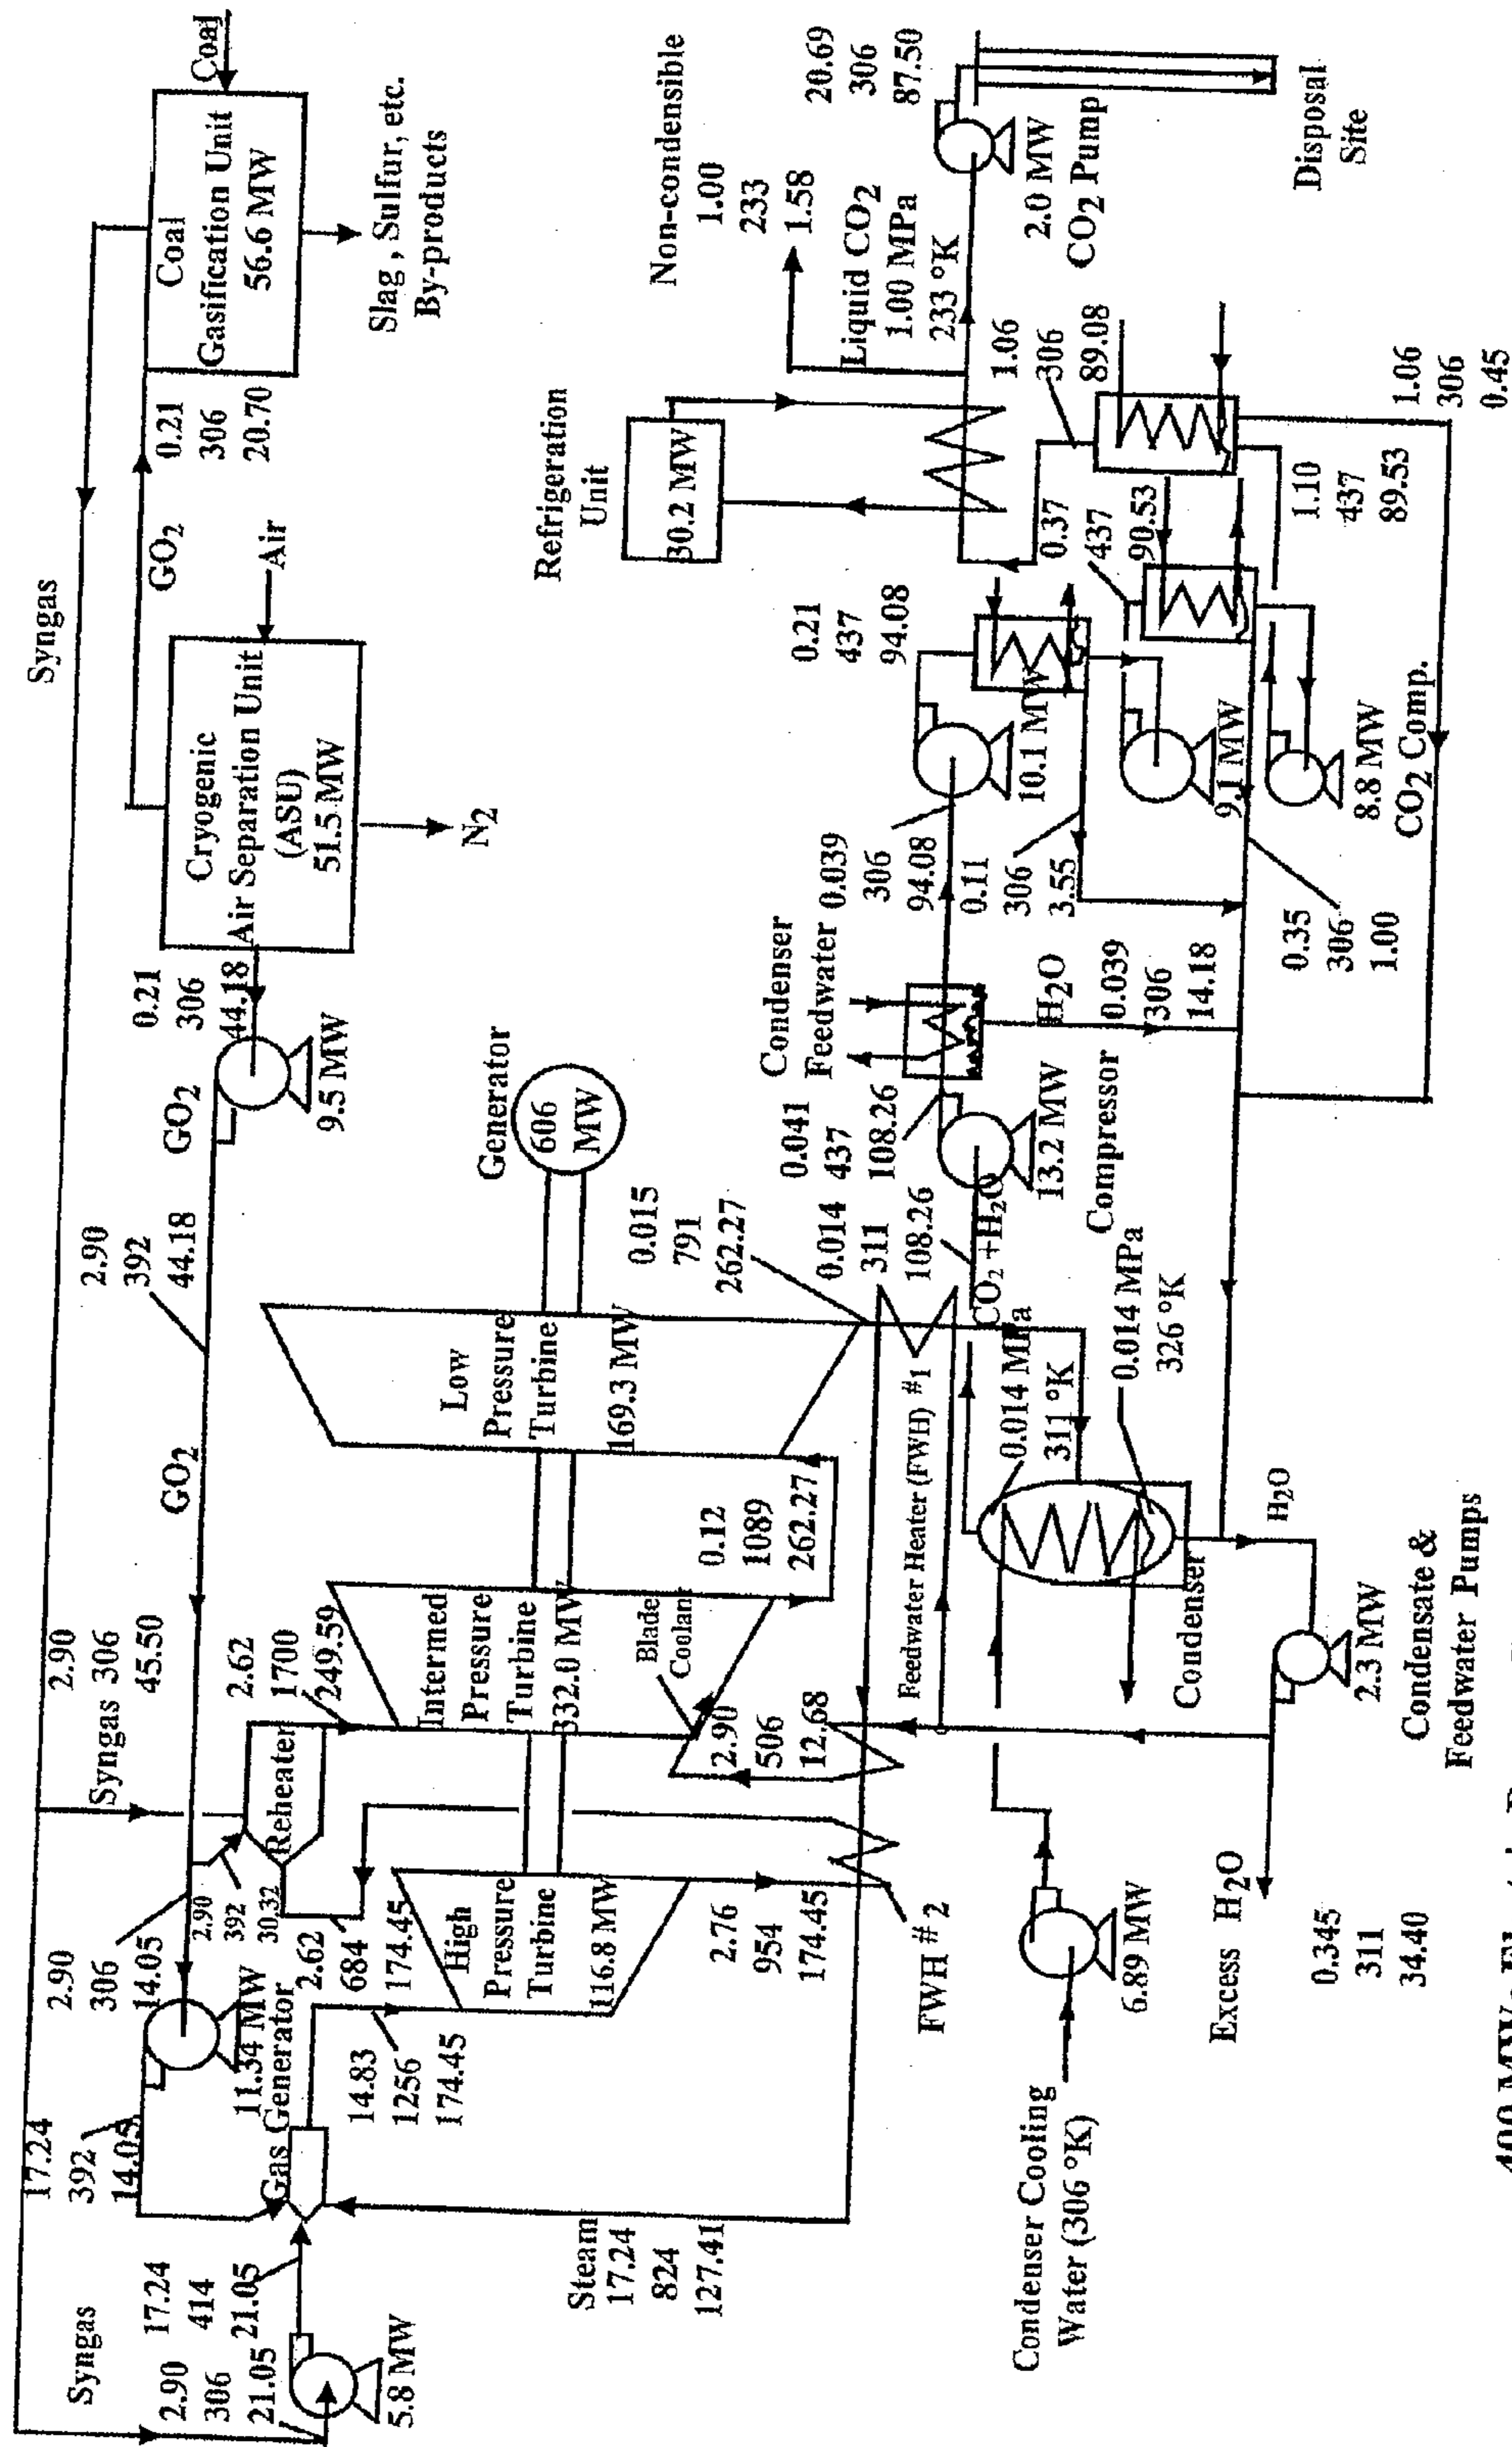 Syngas
Coal
Coal
Gasification Unit
56.6 MW
Slag , Sulfur, etc.
By-products
0.21
306
20.70
GO2
Air
Cryogenic
Air Separation Unit
(ASU)
51.5 MW
N2
0.21
306
44.18
GO2
9.5 MW
2.90
392
44.18
GO2
2.90
Syngas 306
45.50
Reheater
2.90
392
30.32
2.62
1700
249.59
2.90
306
14.05
11.34 MW
17.24
392
14.05
Gas Generator
Syngas
17.24
414
21.05
2.90
306
21.05
5.8 MW
Steam
17.24
824
127.41
14.83
1256
174.45
2.62
684
174.45
High
Pressure
Turbine
116.8 MW
2.76
954
174.45
FWH # 2
Intermed
Pressure
Turbine
332.0 MW
Blade
Coolant
2.90
506
12.68
0.12
1089
262.27
Low
Pressure
Turbine
169.3 MW
Generator
606
MW
0.015
791
262.27
Feedwater Heater (FWH) #1
0.014
311
108.26
CO2 +H2O
0.014 MPa
311 °K
0.014 MPa
326 °K
Condenser
Condenser Cooling
Water (306 °K)
6.89 MW
Excess H2O
0.345
311
34.40
H2O
2.3 MW
Condensate &
Feedwater Pumps
0.041
437
108.26
13.2 MW
Compressor
Condenser
Feedwater
H2O
0.039
306
14.18
0.039
306
94.08
0.11
306
3.55
10.1 MW
0.21
437
94.08
9.1 MW
8.8 MW
CO2 Comp.
0.35
306
1.00
0.37
437
90.53
1.10
437
89.53
1.06
306
89.08
1.06
306
0.45
Refrigeration
Unit
30.2 MW
Non-condensible
1.00
233
1.58
Liquid CO2
1.00 MPa
233 °K
2.0 MW
CO2 Pump
20.69
306
87.50
Disposal
Site